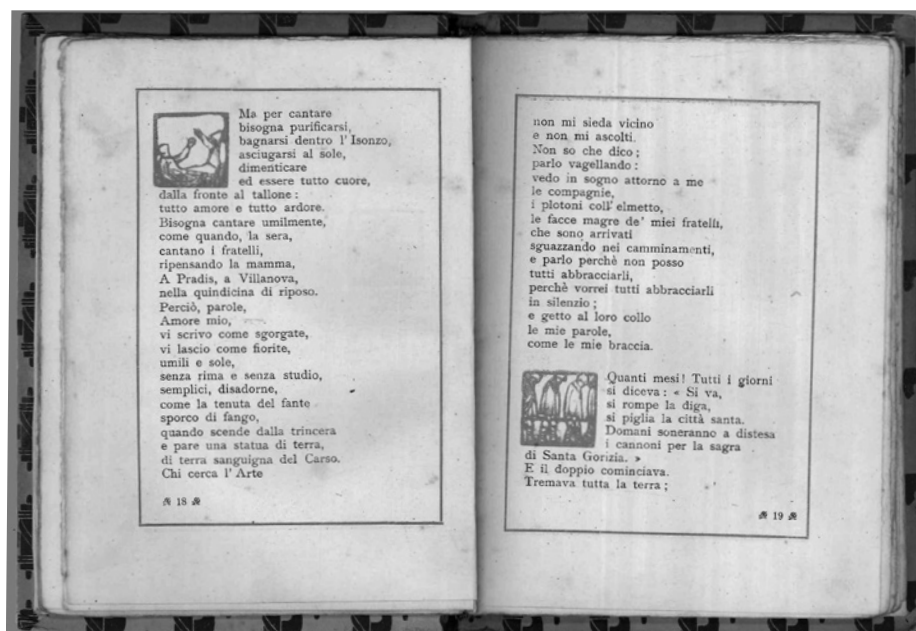 Ma per cantare
bisogna purificarsi,
bagnarsi dentro l' Isonzo,
asciugarsi al sole,
dimenticare
ed essere tutto cuore,
dalla fronte al tallone :
tutto amore e tutto ardore.
Bisogna cantare umilmente,
come quando, la sera,
cantano i fratelli,
ripensando la mamma,
A Pradis, a Villanova,
nella quindicina di riposo.
Perciò, parole,
Amore mio,
vi scrivo come sgorgate,
vi lascio come fiorite,
umili e sole,
senza rima e senza studio,
semplici, disadorne,
come la tenuta del fante
sporco di fango,
quando scende dalla trincera
e pare una statua di terra,
di terra sanguigna del Carso.
Chi cerca l' Arte
18
non mi sieda vicino
e non mi ascolti.
Non so che dico ;
parlo vagellando :
vedo in sogno attorno a me
le compagnie,
i plotoni coll' elmetto,
le facce magre de' miei fratelli,
che sono arrivati
sguazzando nei camminamenti,
e parlo perchè non posso
tutti abbracciarli,
perchè vorrei tutti abbracciarli
in silenzio ;
e getto al loro collo
le mie parole,
come le mie braccia.
Quanti mesi! Tutti i giorni
si diceva : « Si va,
si rompe la diga,
si piglia la città santa.
Domani soneranno a distesa
i cannoni per la sagra
di Santa Gorizia. »
E il doppio cominciava.
Tremava tutta la terra ;
19